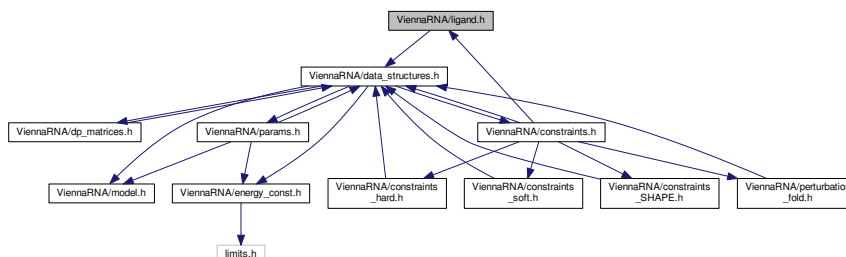 ViennaRNA/ligand.h
ViennaRNA/data_structures.h
ViennaRNA/dp_matrices.h
ViennaRNA/params.h
ViennaRNA/constraints.h
ViennaRNA/model.h
ViennaRNA/energy_const.h
ViennaRNA/constraints
_hard.h
ViennaRNA/constraints
_soft.h
ViennaRNA/constraints
_SHAPE.h
ViennaRNA/perturbation
_fold.h
limits.h